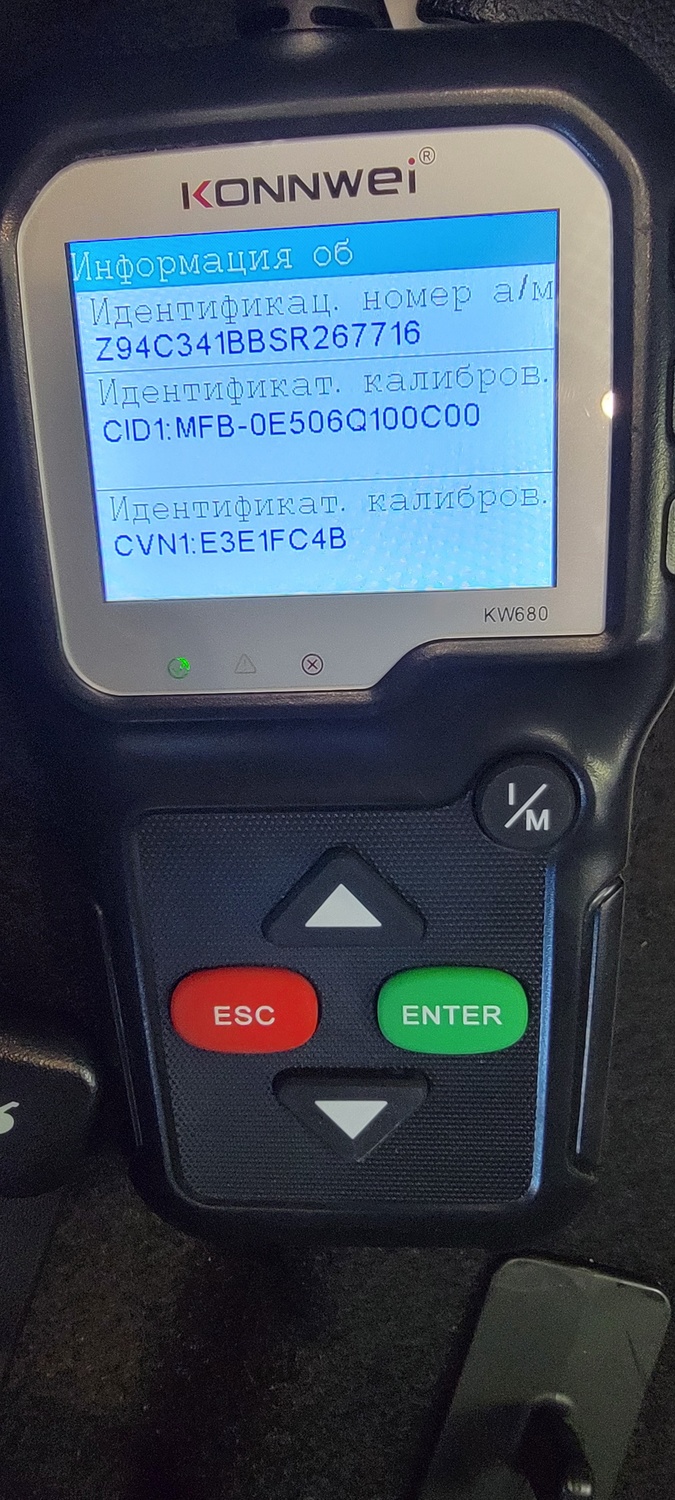 KONNWEI®
Информация об
Идентификац. номер а/м
Z94C341BBSR267716
Идентификат. калибров.
CID1:MFB-0E506Q100C00
Идентификат. калибров.
CVN1:E3E1FC4B
KW680
I/M
ESC
ENTER